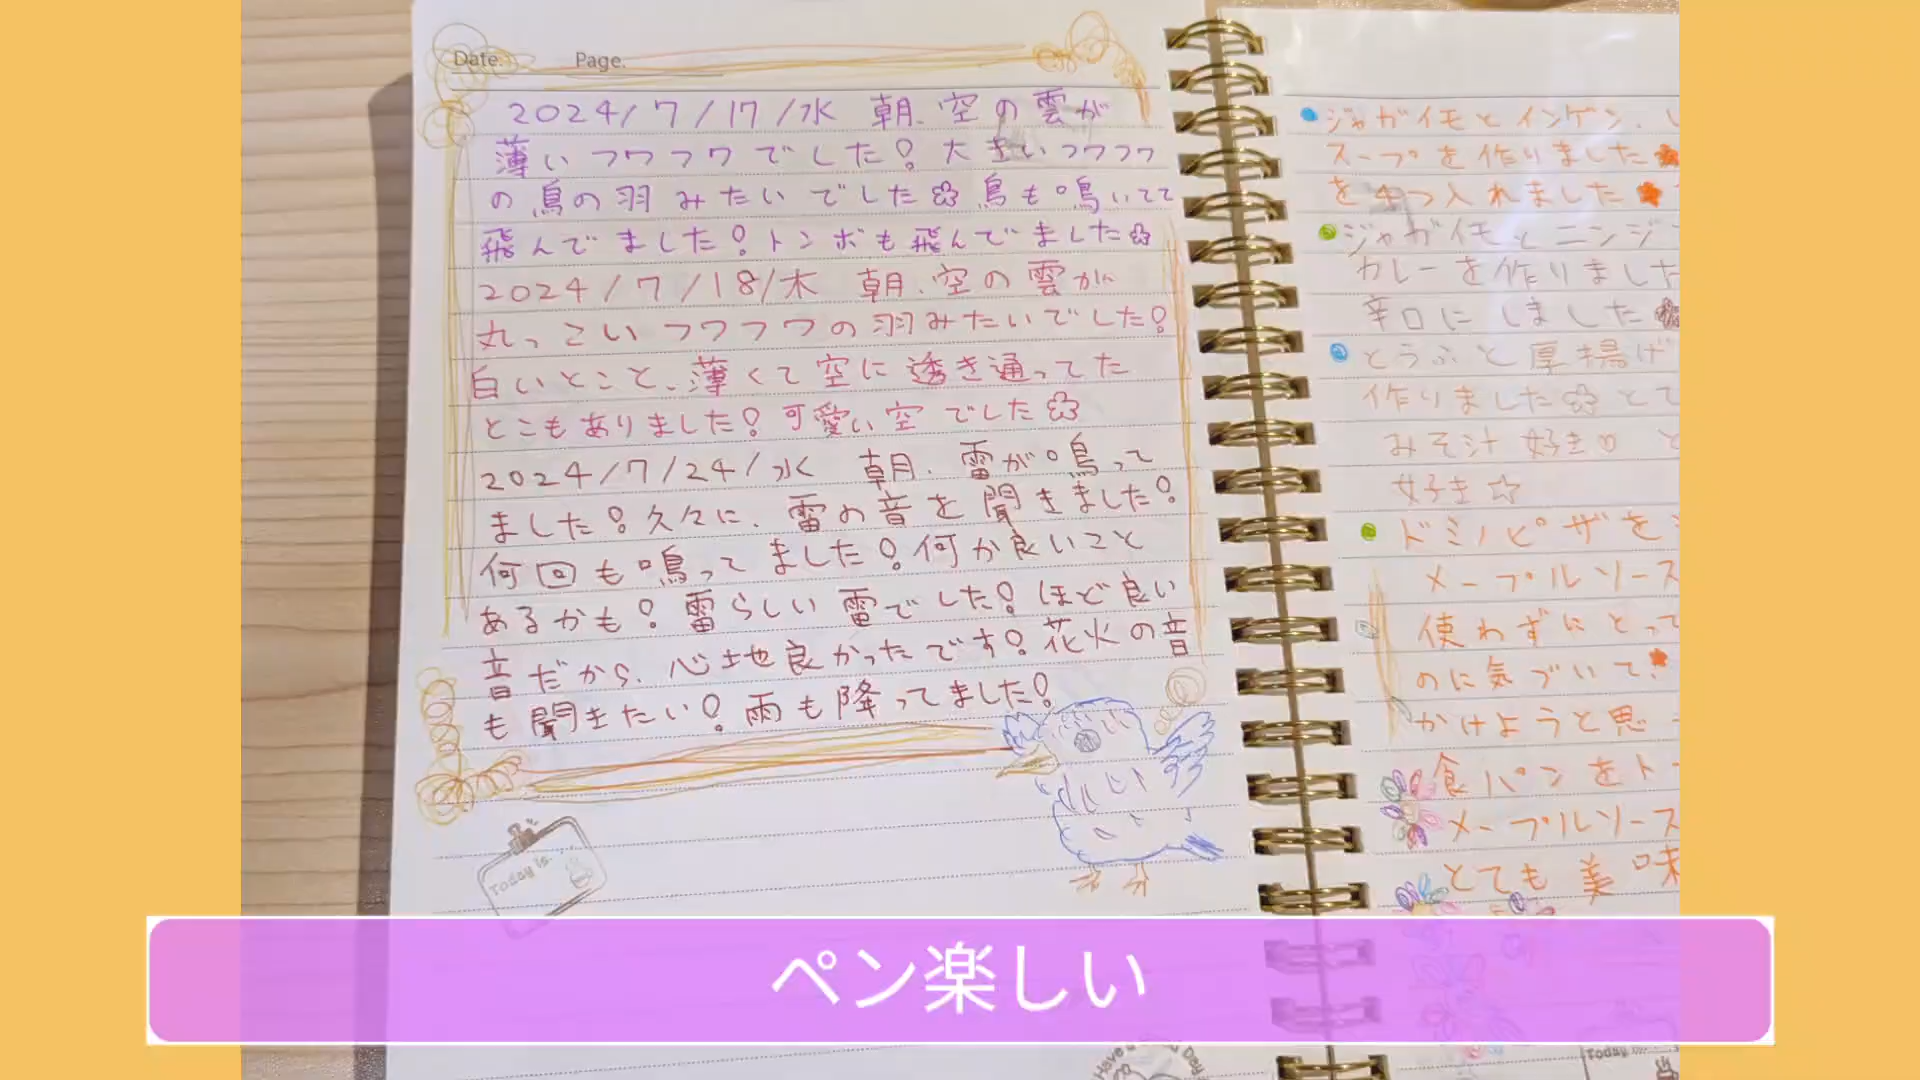 Date. Page.
2024/7/17/水 朝、空の雲が
薄いフワフワでした! 大きいフワフワ
の鳥の羽みたいでした 鳥も鳴いてて
飛んでました! トンボも飛んでました
2024/7/18/木 朝、空の雲が
丸っこいフワフワの羽みたいでした!
白いとこと、薄くて空に透き通ってた
とこもありました! 可愛い空でした
2024/7/24/水 朝、雷が鳴って
ました! 久々に、雷の音を聞きました!
何回も鳴ってました! 何か良いこと
あるかも! 雷らしい雷でした! ほど良い
音だから、心地良かったです! 花火の音
も聞きたい! 雨も降ってました!
Today is
ジャガイモとインゲン、し
スープを作りました
を4つ入れました
ジャガイモとニンジ
カレーを作りました
辛口にしました
とうふと厚揚げ
作りました とて
みそ汁 好き と
好き☆
ドミノピザを
メープルソース
使わずにとって
のに気づいて!
かけようと思
食パンをト
メープルソース
とても美味
Have a Day
Today
ペン楽しい